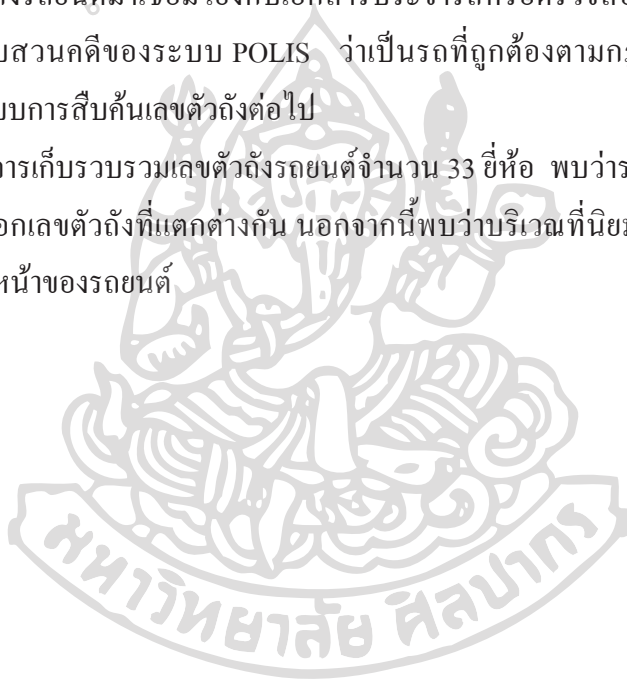 บสวนคดีของระบบ POLIS ว่าเป็นรถที่ถูกต้องตามก
บบการสืบค้นเลขตัวถังต่อไป
การเก็บรวบรวมเลขตัวถังรถยนต์จำนวน 33 ยี่ห้อ พบว่าร
อกเลขตัวถังที่แตกต่างกัน นอกจากนี้พบว่าบริเวณที่นิยม
หน้าของรถยนต์
มหาวิทยาลัย ศิลปากร